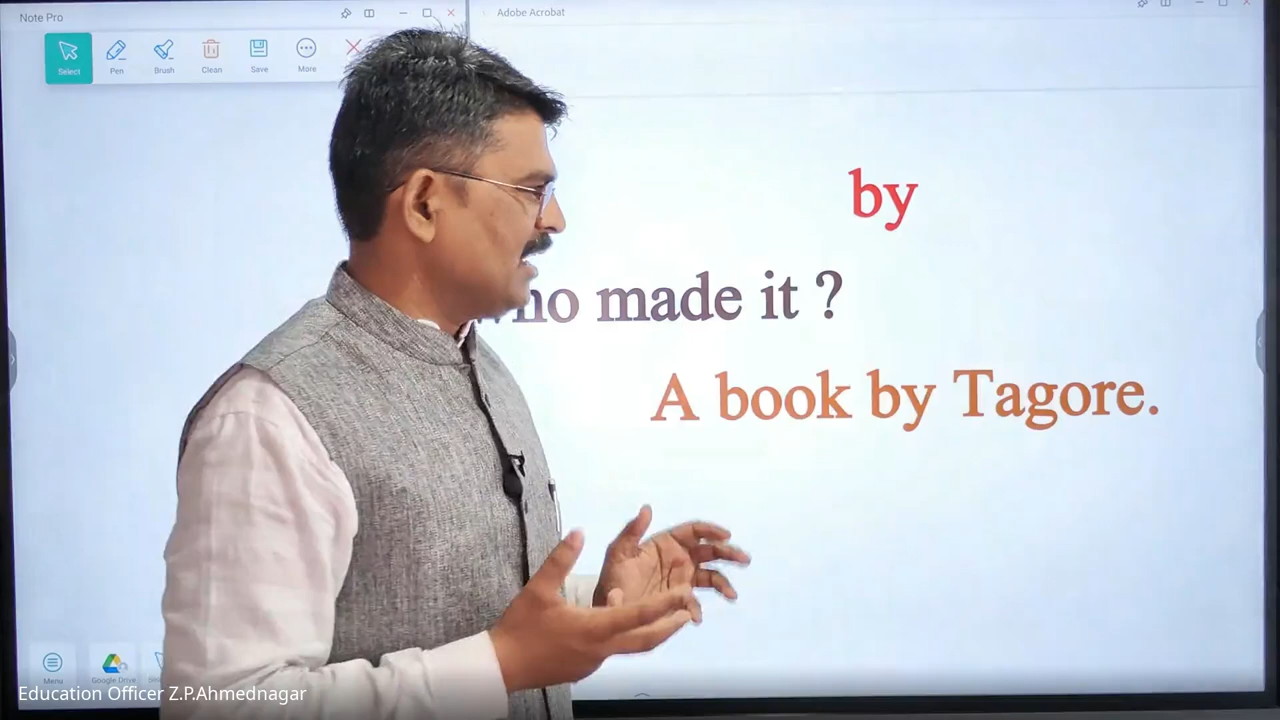 Note Pro
Adobe Acrobat
Select Pen Brush Clean Save More
by
who made it ?
A book by Tagore.
Menu Google Drive
Education Officer Z.P.Ahmednagar